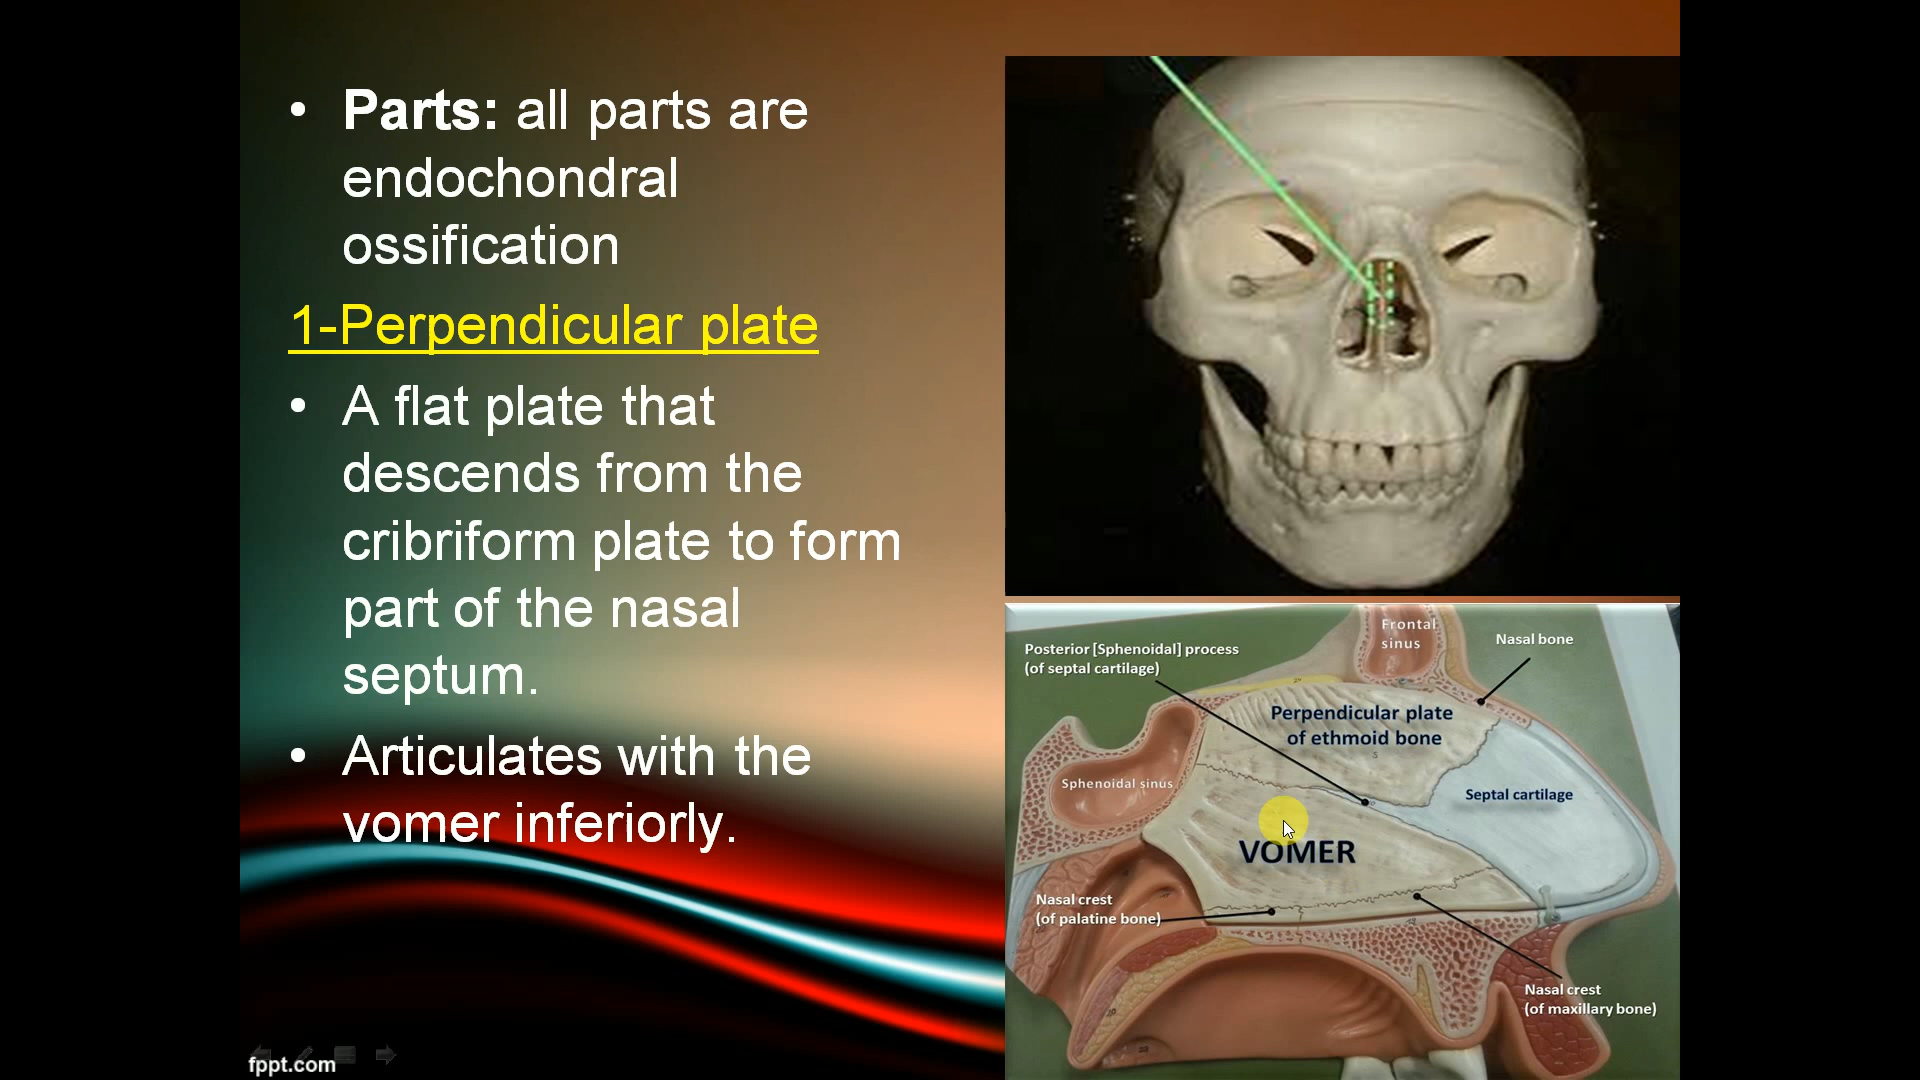 • Parts: all parts are
endochondral
ossification
1-Perpendicular plate
• A flat plate that
descends from the
cribriform plate to form
part of the nasal
septum.
• Articulates with the
vomer inferiorly.
Frontal
sinus
Nasal bone
Posterior [Sphenoidal] process
(of septal cartilage)
Perpendicular plate
of ethmoid bone
Sphenoidal sinus
Septal cartilage
VOMER
Nasal crest
(of palatine bone)
Nasal crest
(of maxillary bone)
fppt.com